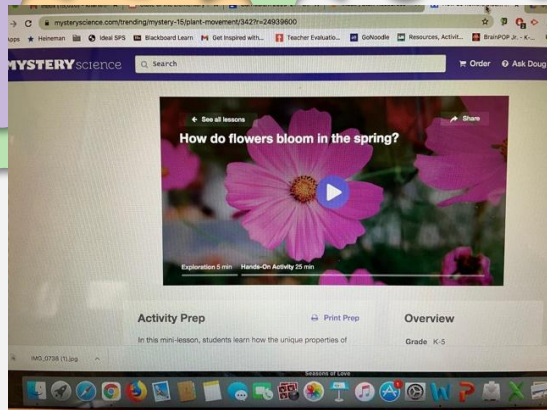 mysteryscience.com/trending/mystery-15/plant-movement/342?r=24939600
Apps Heineman Ideal SPS Blackboard Learn Get Inspired with... Teacher Evaluatio... GoNoodle Resources, Activit... BrainPOP Jr. - K-...
MYSTERY science Search Order Ask Doug
See all lessons Share
How do flowers bloom in the spring?
Exploration 5 min Hands-On Activity 25 min
Activity Prep Print Prep Overview
In this mini-lesson, students learn how the unique properties of Grade K-5
IMG_0738 (1).jpg
Seasons of Love